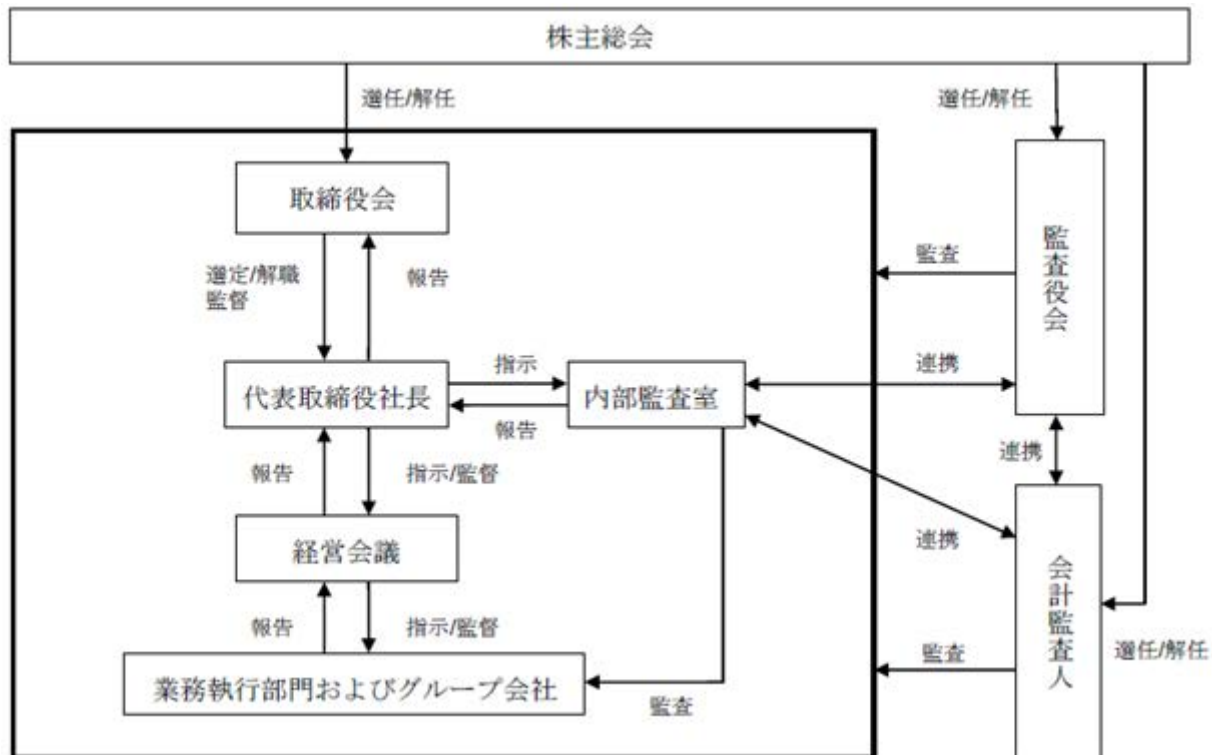 株主総会
選任/解任
選任/解任
取締役会
監査役会
監査
選定/解職
監督
報告
指示
連携
代表取締役社長
内部監査室
報告
連携
報告
指示/監督
経営会議
連携
会計監査人
報告
指示/監督
監査
選任/解任
業務執行部門およびグループ会社
監査